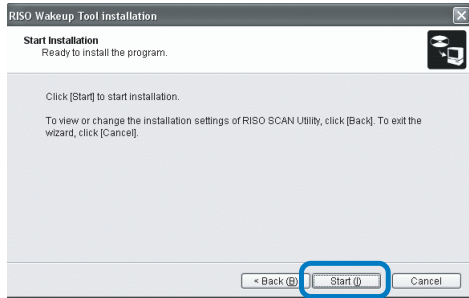 RISO Wakeup Tool installation
Start Installation
Ready to install the program.
Click [Start] to start installation.
To view or change the installation settings of RISO SCAN Utility, click [Back]. To exit the
wizard, click [Cancel].
< Back (B) Start (I) Cancel